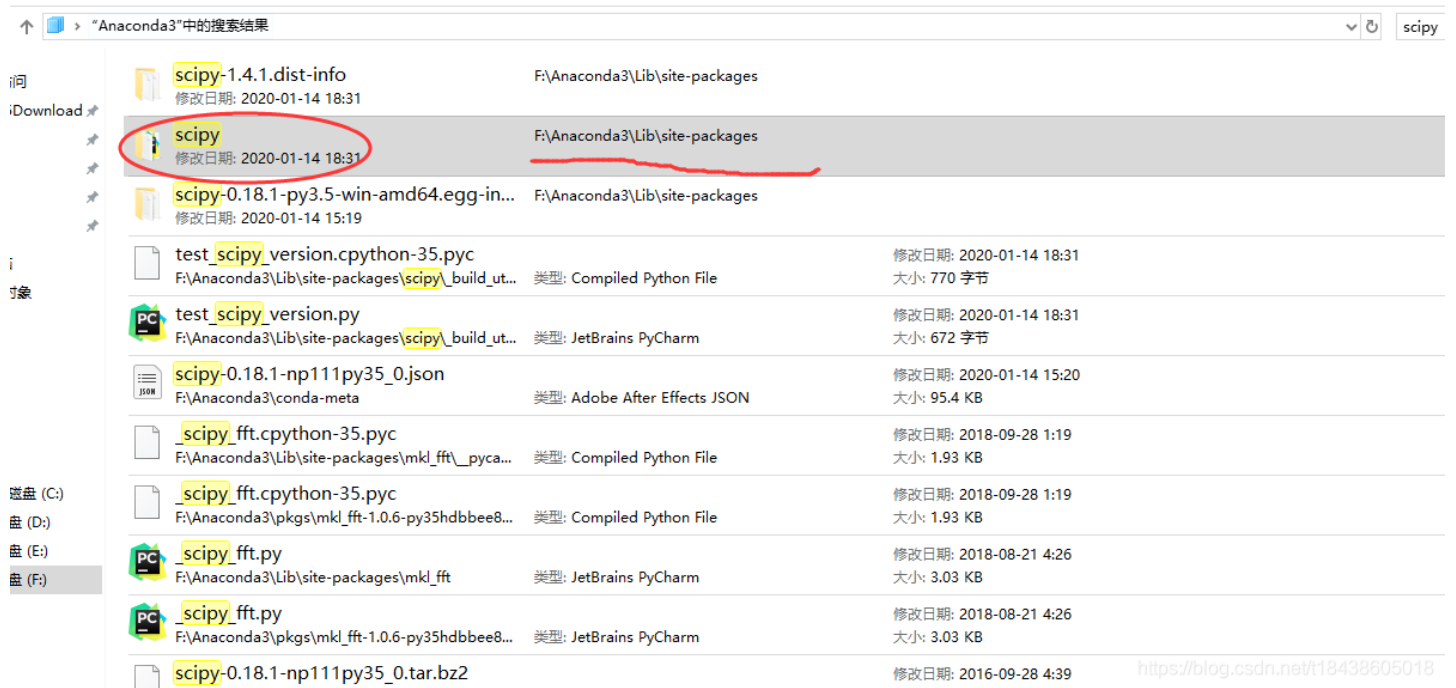 "Anaconda3"中的搜索结果
scipy
问
Download
对象
磁盘 (C:)
盘 (D:)
盘 (E:)
盘 (F:)
scipy-1.4.1.dist-info
F:\Anaconda3\Lib\site-packages
修改日期: 2020-01-14 18:31
scipy
F:\Anaconda3\Lib\site-packages
修改日期: 2020-01-14 18:31
scipy-0.18.1-py3.5-win-amd64.egg-in...
F:\Anaconda3\Lib\site-packages
修改日期: 2020-01-14 15:19
test_scipy_version.cpython-35.pyc
修改日期: 2020-01-14 18:31
F:\Anaconda3\Lib\site-packages\scipy\_build_ut...
类型: Compiled Python File
大小: 770 字节
test_scipy_version.py
修改日期: 2020-01-14 18:31
F:\Anaconda3\Lib\site-packages\scipy\_build_ut...
类型: JetBrains PyCharm
大小: 672 字节
scipy-0.18.1-np111py35_0.json
修改日期: 2020-01-14 15:20
JSON
F:\Anaconda3\conda-meta
类型: Adobe After Effects JSON
大小: 95.4 KB
_scipy_fft.cpython-35.pyc
修改日期: 2018-09-28 1:19
F:\Anaconda3\Lib\site-packages\mkl_fft\__pyca...
类型: Compiled Python File
大小: 1.93 KB
_scipy_fft.cpython-35.pyc
修改日期: 2018-09-28 1:19
F:\Anaconda3\pkgs\mkl_fft-1.0.6-py35hdbbee8...
类型: Compiled Python File
大小: 1.93 KB
PC
_scipy_fft.py
修改日期: 2018-08-21 4:26
F:\Anaconda3\Lib\site-packages\mkl_fft
类型: JetBrains PyCharm
大小: 3.03 KB
PC
_scipy_fft.py
修改日期: 2018-08-21 4:26
F:\Anaconda3\pkgs\mkl_fft-1.0.6-py35hdbbee8...
类型: JetBrains PyCharm
大小: 3.03 KB
scipy-0.18.1-np111py35_0.tar.bz2
修改日期: 2016-09-28 4:39
https://blog.csdn.net/t18438605018